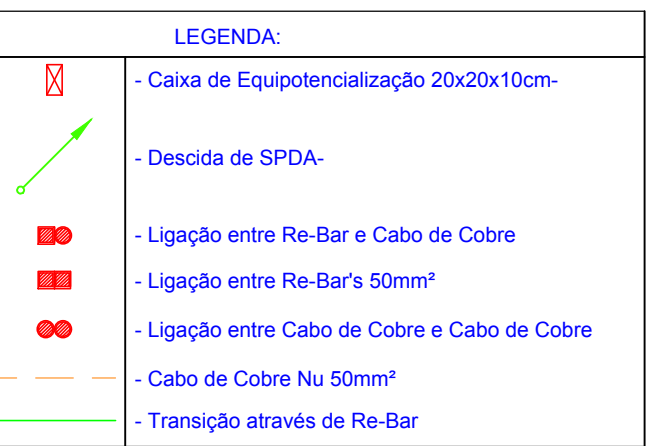 LEGENDA:
- Caixa de Equipotencialização 20x20x10cm-
- Descida de SPDA-
- Ligação entre Re-Bar e Cabo de Cobre
- Ligação entre Re-Bar's 50mm²
- Ligação entre Cabo de Cobre e Cabo de Cobre
- Cabo de Cobre Nu 50mm²
- Transição através de Re-Bar